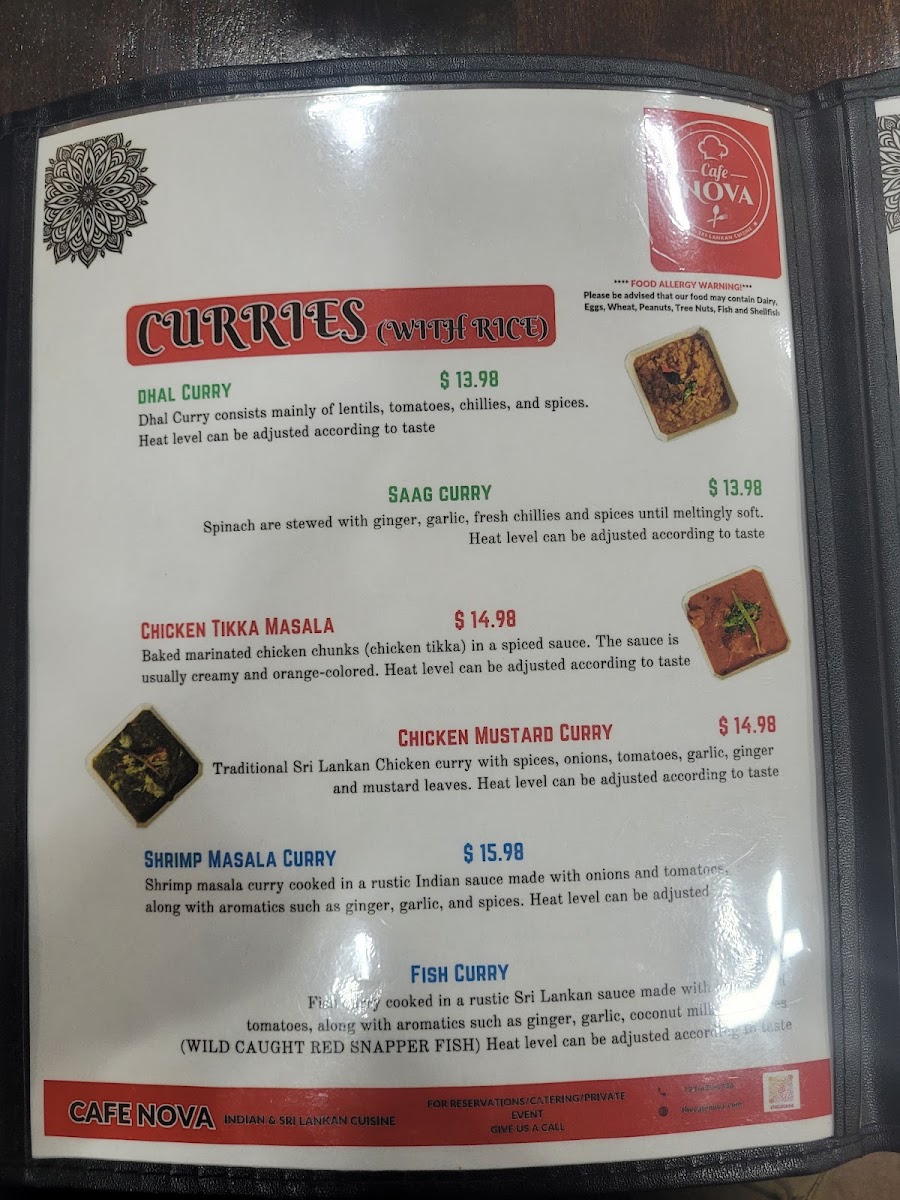 Cafe
NOVA
SRI LANKAN CUISINE
**** FOOD ALLERGY WARNING!***
Please be advised that our food may contain Dairy,
Eggs, Wheat, Peanuts, Tree Nuts, Fish and Shellfish
CURRIES (WITH RICE)
DHAL CURRY $ 13.98
Dhal Curry consists mainly of lentils, tomatoes, chillies, and spices.
Heat level can be adjusted according to taste
SAAG CURRY $ 13.98
Spinach are stewed with ginger, garlic, fresh chillies and spices until meltingly soft.
Heat level can be adjusted according to taste
CHICKEN TIKKA MASALA $ 14.98
Baked marinated chicken chunks (chicken tikka) in a spiced sauce. The sauce is
usually creamy and orange-colored. Heat level can be adjusted according to taste
CHICKEN MUSTARD CURRY $ 14.98
Traditional Sri Lankan Chicken curry with spices, onions, tomatoes, garlic, ginger
and mustard leaves. Heat level can be adjusted according to taste
SHRIMP MASALA CURRY $ 15.98
Shrimp masala curry cooked in a rustic Indian sauce made with onions and tomatoes,
along with aromatics such as ginger, garlic, and spices. Heat level can be adjusted
FISH CURRY
Fish curry cooked in a rustic Sri Lankan sauce made with
tomatoes, along with aromatics such as ginger, garlic, coconut milk
(WILD CAUGHT RED SNAPPER FISH) Heat level can be adjusted according to taste
CAFE NOVA INDIAN & SRI LANKAN CUISINE
FOR RESERVATIONS/CATERING/PRIVATE
EVENT
GIVE US A CALL